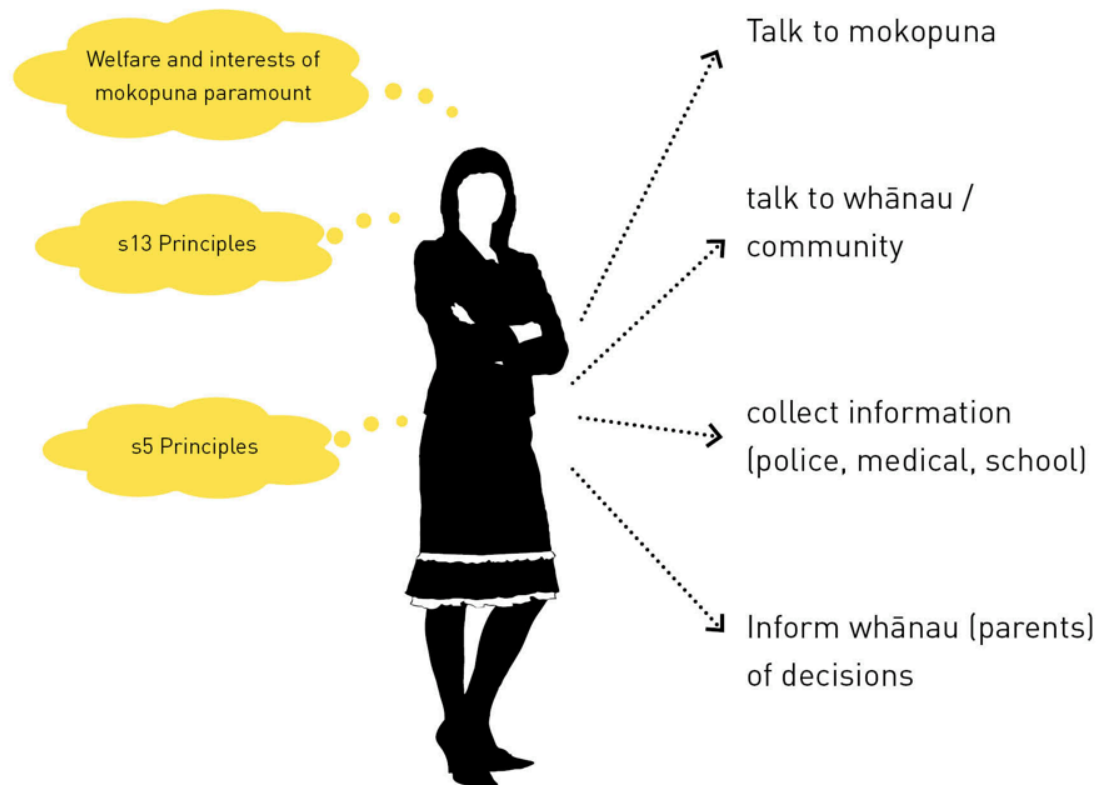 Welfare and interests of
mokopuna paramount
s13 Principles
s5 Principles
Talk to mokopuna
talk to whānau /
community
collect information
(police, medical, school)
Inform whānau (parents)
of decisions